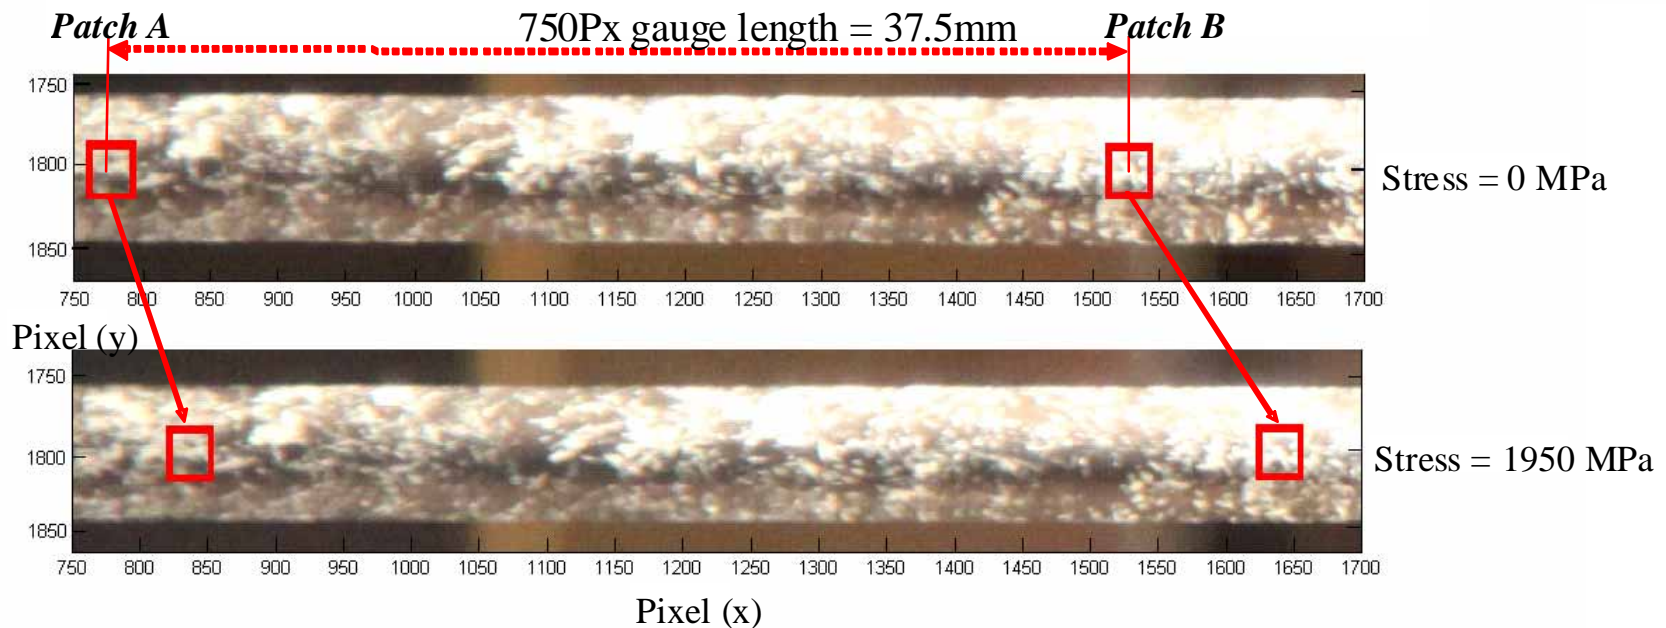 Patch A
750Px gauge length = 37.5mm
Patch B
1750
1800
1850
750 800 850 900 950 1000 1050 1100 1150 1200 1250 1300 1350 1400 1450 1500 1550 1600 1650 1700
Stress = 0 MPa
Pixel (y)
1750
1800
1850
750 800 850 900 950 1000 1050 1100 1150 1200 1250 1300 1350 1400 1450 1500 1550 1600 1650 1700
Stress = 1950 MPa
Pixel (x)